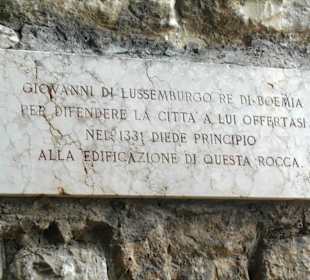 GIOVANNI DI LUSSEMBURGO RE DI BOEMIA
PER DIFENDERE LA CITTA' A LUI OFFERTASI
NEL 1331 DIEDE PRINCIPIO
ALLA EDIFICAZIONE DI QUESTA ROCCA.